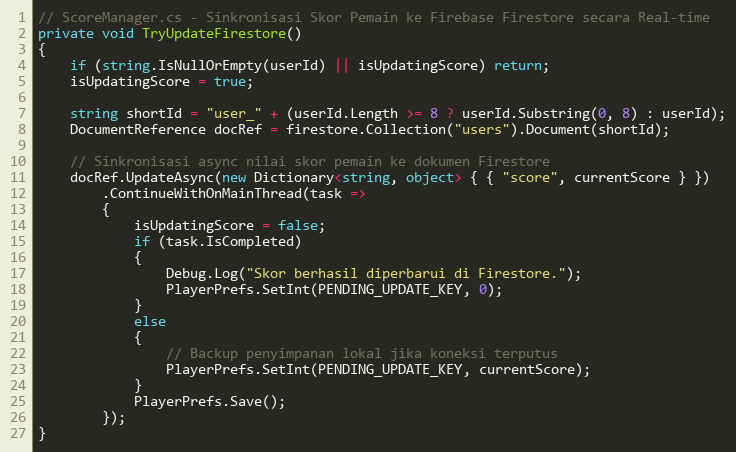 1 // ScoreManager.cs - Sinkronisasi Skor Pemain ke Firebase Firestore secara Real-time
2 private void TryUpdateFirestore()
3 {
4     if (string.IsNullOrEmpty(userId) || isUpdatingScore) return;
5     isUpdatingScore = true;
6
7     string shortId = "user_" + (userId.Length >= 8 ? userId.Substring(0, 8) : userId);
8     DocumentReference docRef = firestore.Collection("users").Document(shortId);
9
10     // Sinkronisasi async nilai skor pemain ke dokumen Firestore
11     docRef.UpdateAsync(new Dictionary<string, object> { { "score", currentScore } })
12         .ContinueWithOnMainThread(task =>
13         {
14             isUpdatingScore = false;
15             if (task.IsCompleted)
16             {
17                 Debug.Log("Skor berhasil diperbarui di Firestore.");
18                 PlayerPrefs.SetInt(PENDING_UPDATE_KEY, 0);
19             }
20             else
21             {
22                 // Backup penyimpanan lokal jika koneksi terputus
23                 PlayerPrefs.SetInt(PENDING_UPDATE_KEY, currentScore);
24             }
25             PlayerPrefs.Save();
26         });
27 }